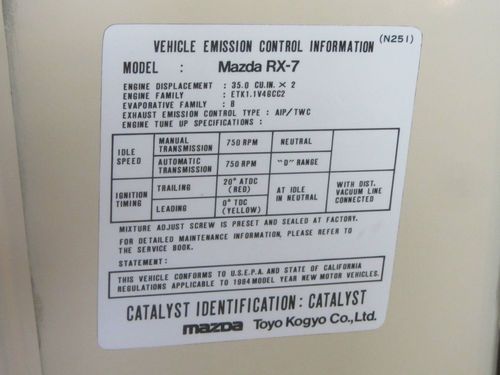 (N251)
VEHICLE EMISSION CONTROL INFORMATION
MODEL : Mazda RX-7
ENGINE DISPLACEMENT : 35.0 CU.IN. × 2
ENGINE FAMILY : ETK1.1V4GCC2
EVAPORATIVE FAMILY : B
EXHAUST EMISSION CONTROL TYPE : AIP/TWC
ENGINE TUNE UP SPECIFICATIONS :
IDLE SPEED
MANUAL TRANSMISSION 750 RPM NEUTRAL
AUTOMATIC TRANSMISSION 750 RPM "D" RANGE
IGNITION TIMING
TRAILING 20° ATDC (RED)
LEADING 0° TDC (YELLOW)
AT IDLE IN NEUTRAL
WITH DIST. VACUUM LINE CONNECTED
MIXTURE ADJUST SCREW IS PRESET AND SEALED AT FACTORY.
FOR DETAILED MAINTENANCE INFORMATION, PLEASE REFER TO
THE SERVICE BOOK.
STATEMENT :
THIS VEHICLE CONFORMS TO U.S.E.P.A. AND STATE OF CALIFORNIA
REGULATIONS APPLICABLE TO 1984 MODEL YEAR NEW MOTOR VEHICLES.
CATALYST IDENTIFICATION: CATALYST
mazda Toyo Kogyo Co., Ltd.